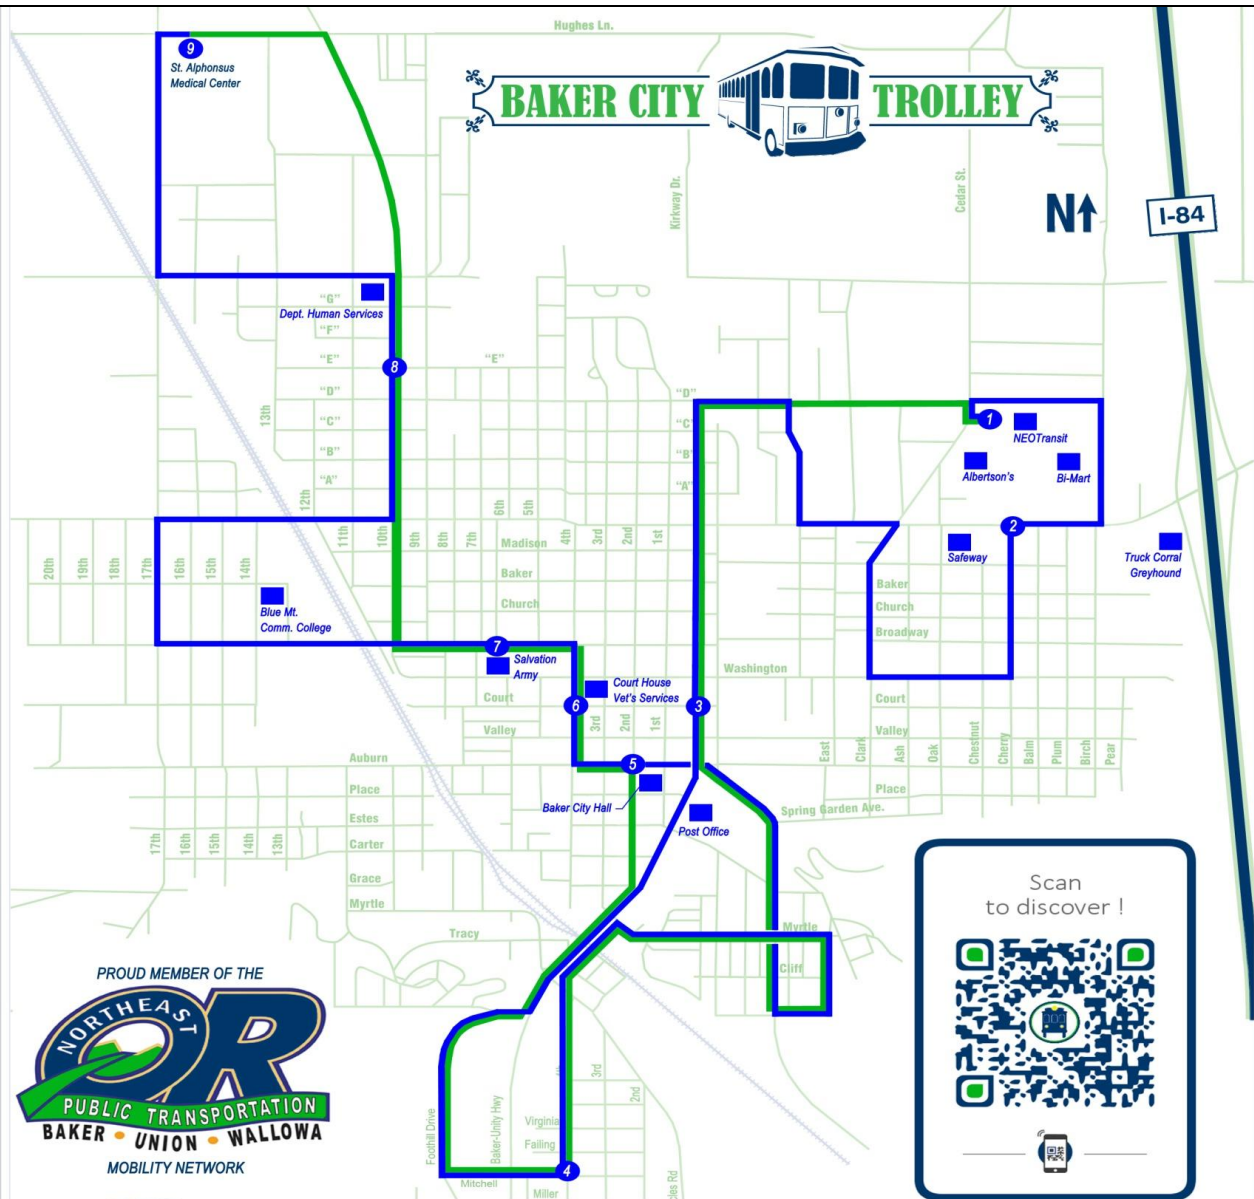 Hughes Ln.
9
St. Alphonsus
Medical Center
BAKER CITY TROLLEY
Kirkway Dr.
Cedar St.
N
I-84
"G"
Dept. Human Services
"F"
"E"
"E"
8
"D"
"D"
13th
"C"
"C"
1
NEOTransit
"B"
"B"
Albertson's
Bi-Mart
"A"
"A"
12th
6th
5th
11th
10th
9th
8th
7th
Madison
4th
3rd
2nd
1st
2
Safeway
Truck Corral
Greyhound
20th
19th
18th
17th
16th
15th
14th
Baker
Baker
Blue Mt.
Comm. College
Church
Church
Broadway
7
Salvation
Army
Washington
Court House
Vet's Services
Court
Court
6
3
Valley
3rd
2nd
1st
Valley
East
Clark
Ash
Oak
Chestnut
Cherry
Balm
Plum
Birch
Pear
Auburn
5
Place
Place
Baker City Hall
Spring Garden Ave.
Estes
Post Office
17th
16th
15th
14th
13th
Carter
Grace
Myrtle
Tracy
Myrtle
Cliff
Scan
to discover !
PROUD MEMBER OF THE
NORTHEAST
OR
PUBLIC TRANSPORTATION
BAKER • UNION • WALLOWA
MOBILITY NETWORK
3rd
2nd
Foothill Drive
Baker-Unity Hwy
Virginia
Failing
4
Mitchell
Miller